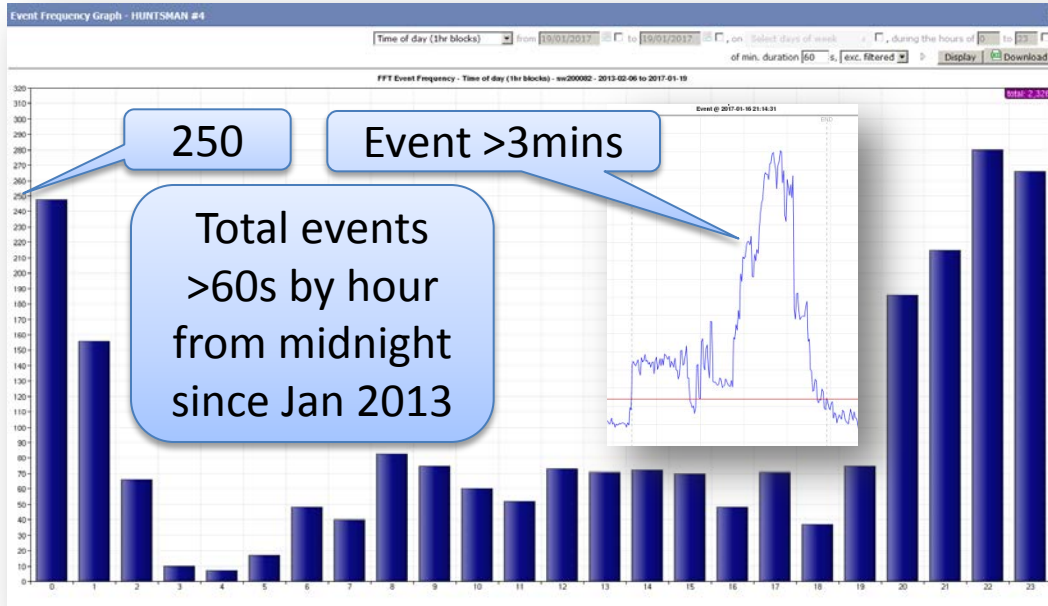 Event Frequency Graph - HUNTSMAN #4
Time of day (1hr blocks) from 19/01/2017 to 19/01/2017 , on Select days of week , during the hours of 0 to 23
of min. duration 60 s, exc. filtered Display Download
FFT Event Frequency - Time of day (1hr blocks) - sw200082 - 2013-02-06 to 2017-01-19
total: 2,326
320
310
300
290
280
270
260
250
240
230
220
210
200
190
180
170
160
150
140
130
120
110
100
90
80
70
60
50
40
30
20
10
0
250
Event >3mins
Total events
>60s by hour
from midnight
since Jan 2013
Event @ 2017-01-16 21:14:31
END
0 1 2 3 4 5 6 7 8 9 10 11 12 13 14 15 16 17 18 19 20 21 22 23